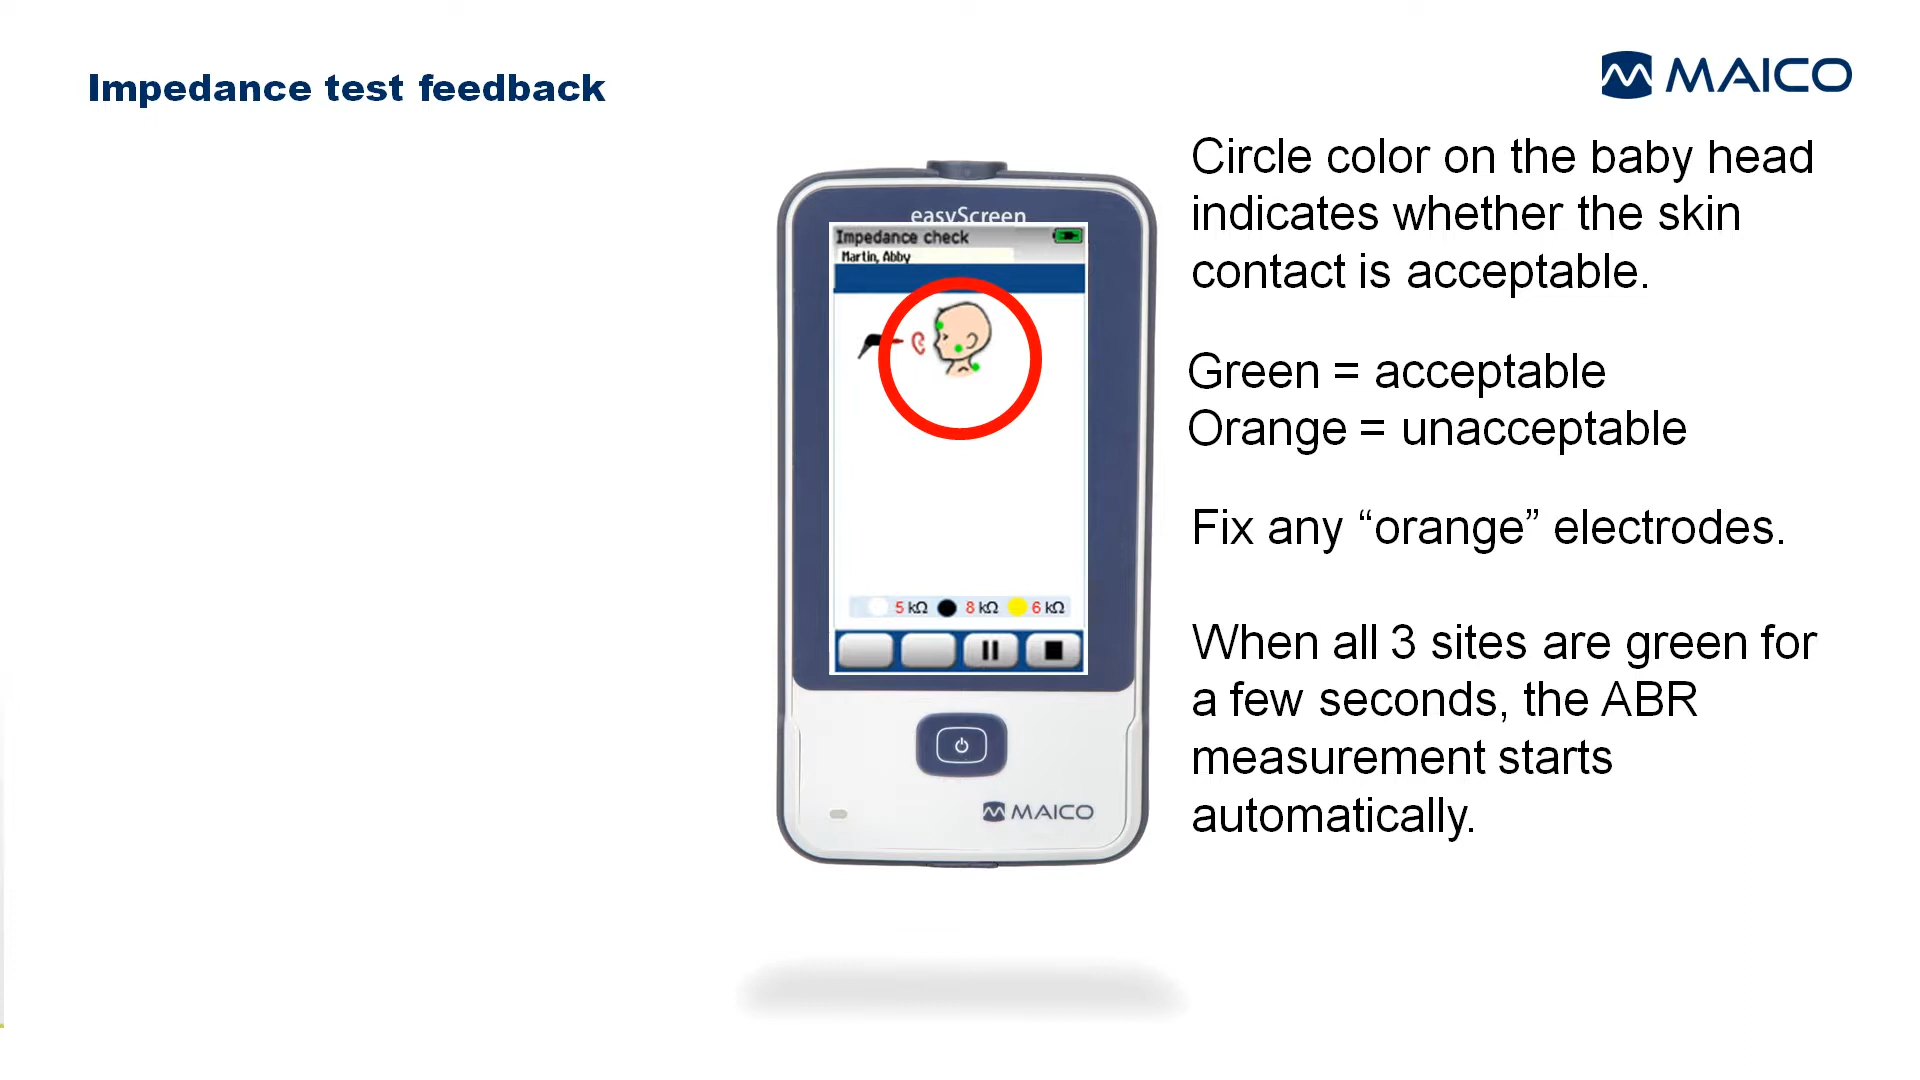 Impedance test feedback
MAICO
Circle color on the baby head
indicates whether the skin
contact is acceptable.
Green = acceptable
Orange = unacceptable
Fix any “orange” electrodes.
When all 3 sites are green for
a few seconds, the ABR
measurement starts
automatically.
easyScreen
Impedance check
Martin, Abby
5 kΩ 8 kΩ 6 kΩ
MAICO